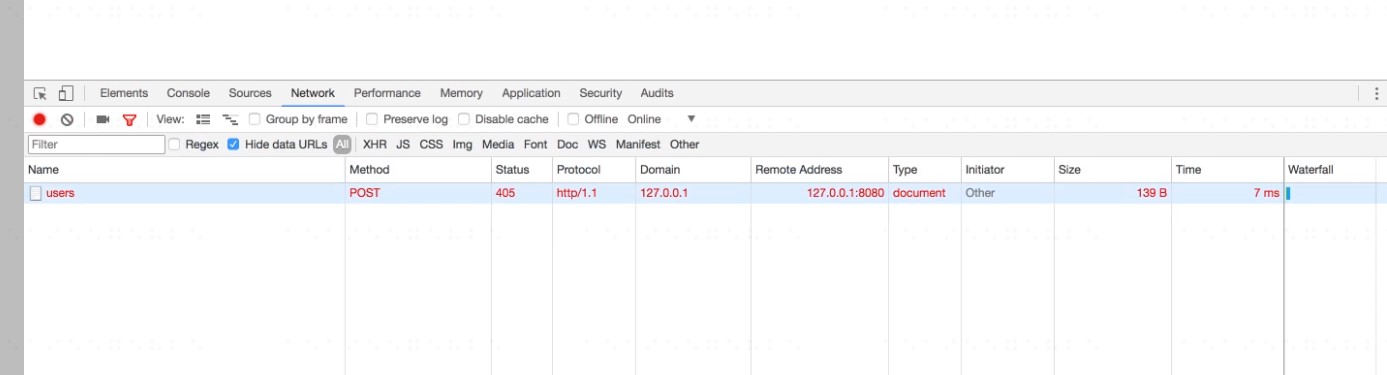 Elements Console Sources Network Performance Memory Application Security Audits
View: Group by frame Preserve log Disable cache Offline Online
Filter Regex Hide data URLs All XHR JS CSS Img Media Font Doc WS Manifest Other
Name Method Status Protocol Domain Remote Address Type Initiator Size Time Waterfall
users POST 405 http/1.1 127.0.0.1 127.0.0.1:8080 document Other 139 B 7 ms